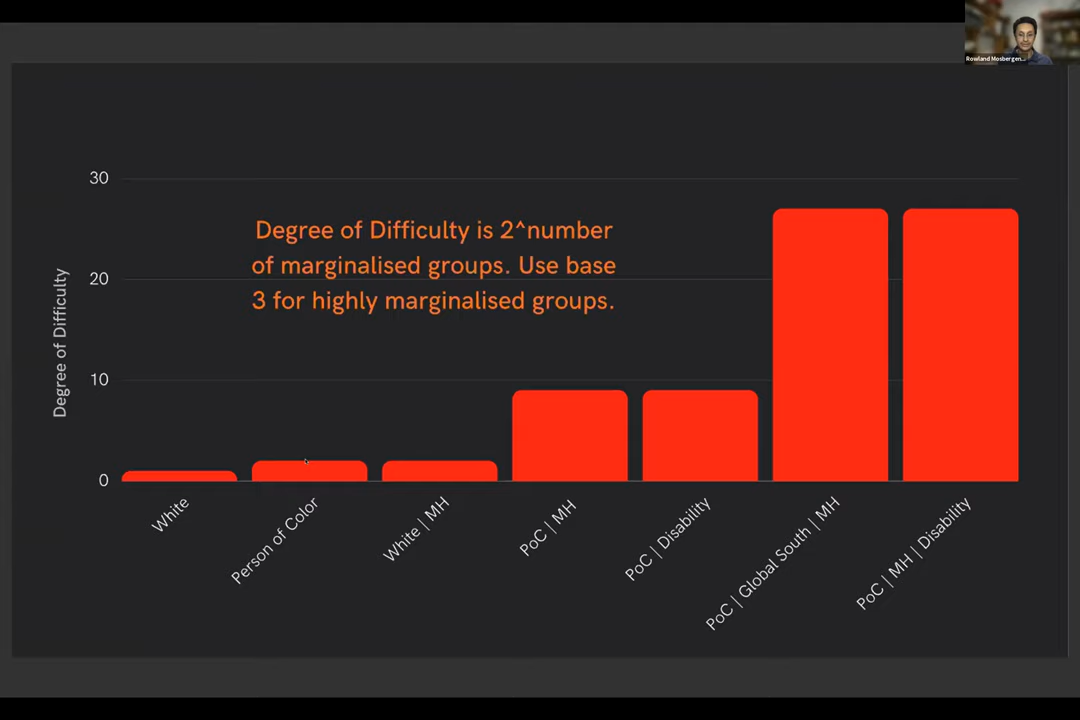 Rowland Mosbergen...
30
Degree of Difficulty is 2^number
of marginalised groups. Use base
3 for highly marginalised groups.
20
10
0
Degree of Difficulty
White
Person of Color
White | MH
PoC | MH
PoC | Disability
PoC | Global South | MH
PoC | MH | Disability